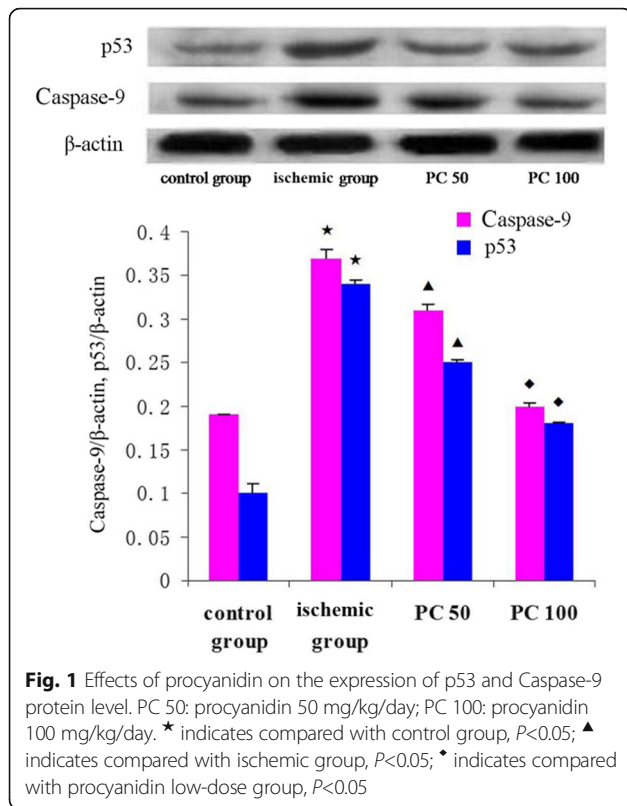 p53
Caspase-9
β-actin
control group ischemic group PC 50 PC 100
Caspase-9
p53
★ ★ ▲ ▲ ◆ ◆
Caspase-9/β-actin, p53/β-actin
0.4
0.35
0.3
0.25
0.2
0.15
0.1
0.05
0
control group
ischemic group
PC 50
PC 100
Fig. 1 Effects of procyanidin on the expression of p53 and Caspase-9
protein level. PC 50: procyanidin 50 mg/kg/day; PC 100: procyanidin
100 mg/kg/day. ★ indicates compared with control group, P<0.05; ▲
indicates compared with ischemic group, P<0.05; ◆ indicates compared
with procyanidin low-dose group, P<0.05